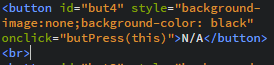 <button id="but4" style="background-
image:none;background-color: black"
onclick="butPress(this)">N/A</button>
<br>